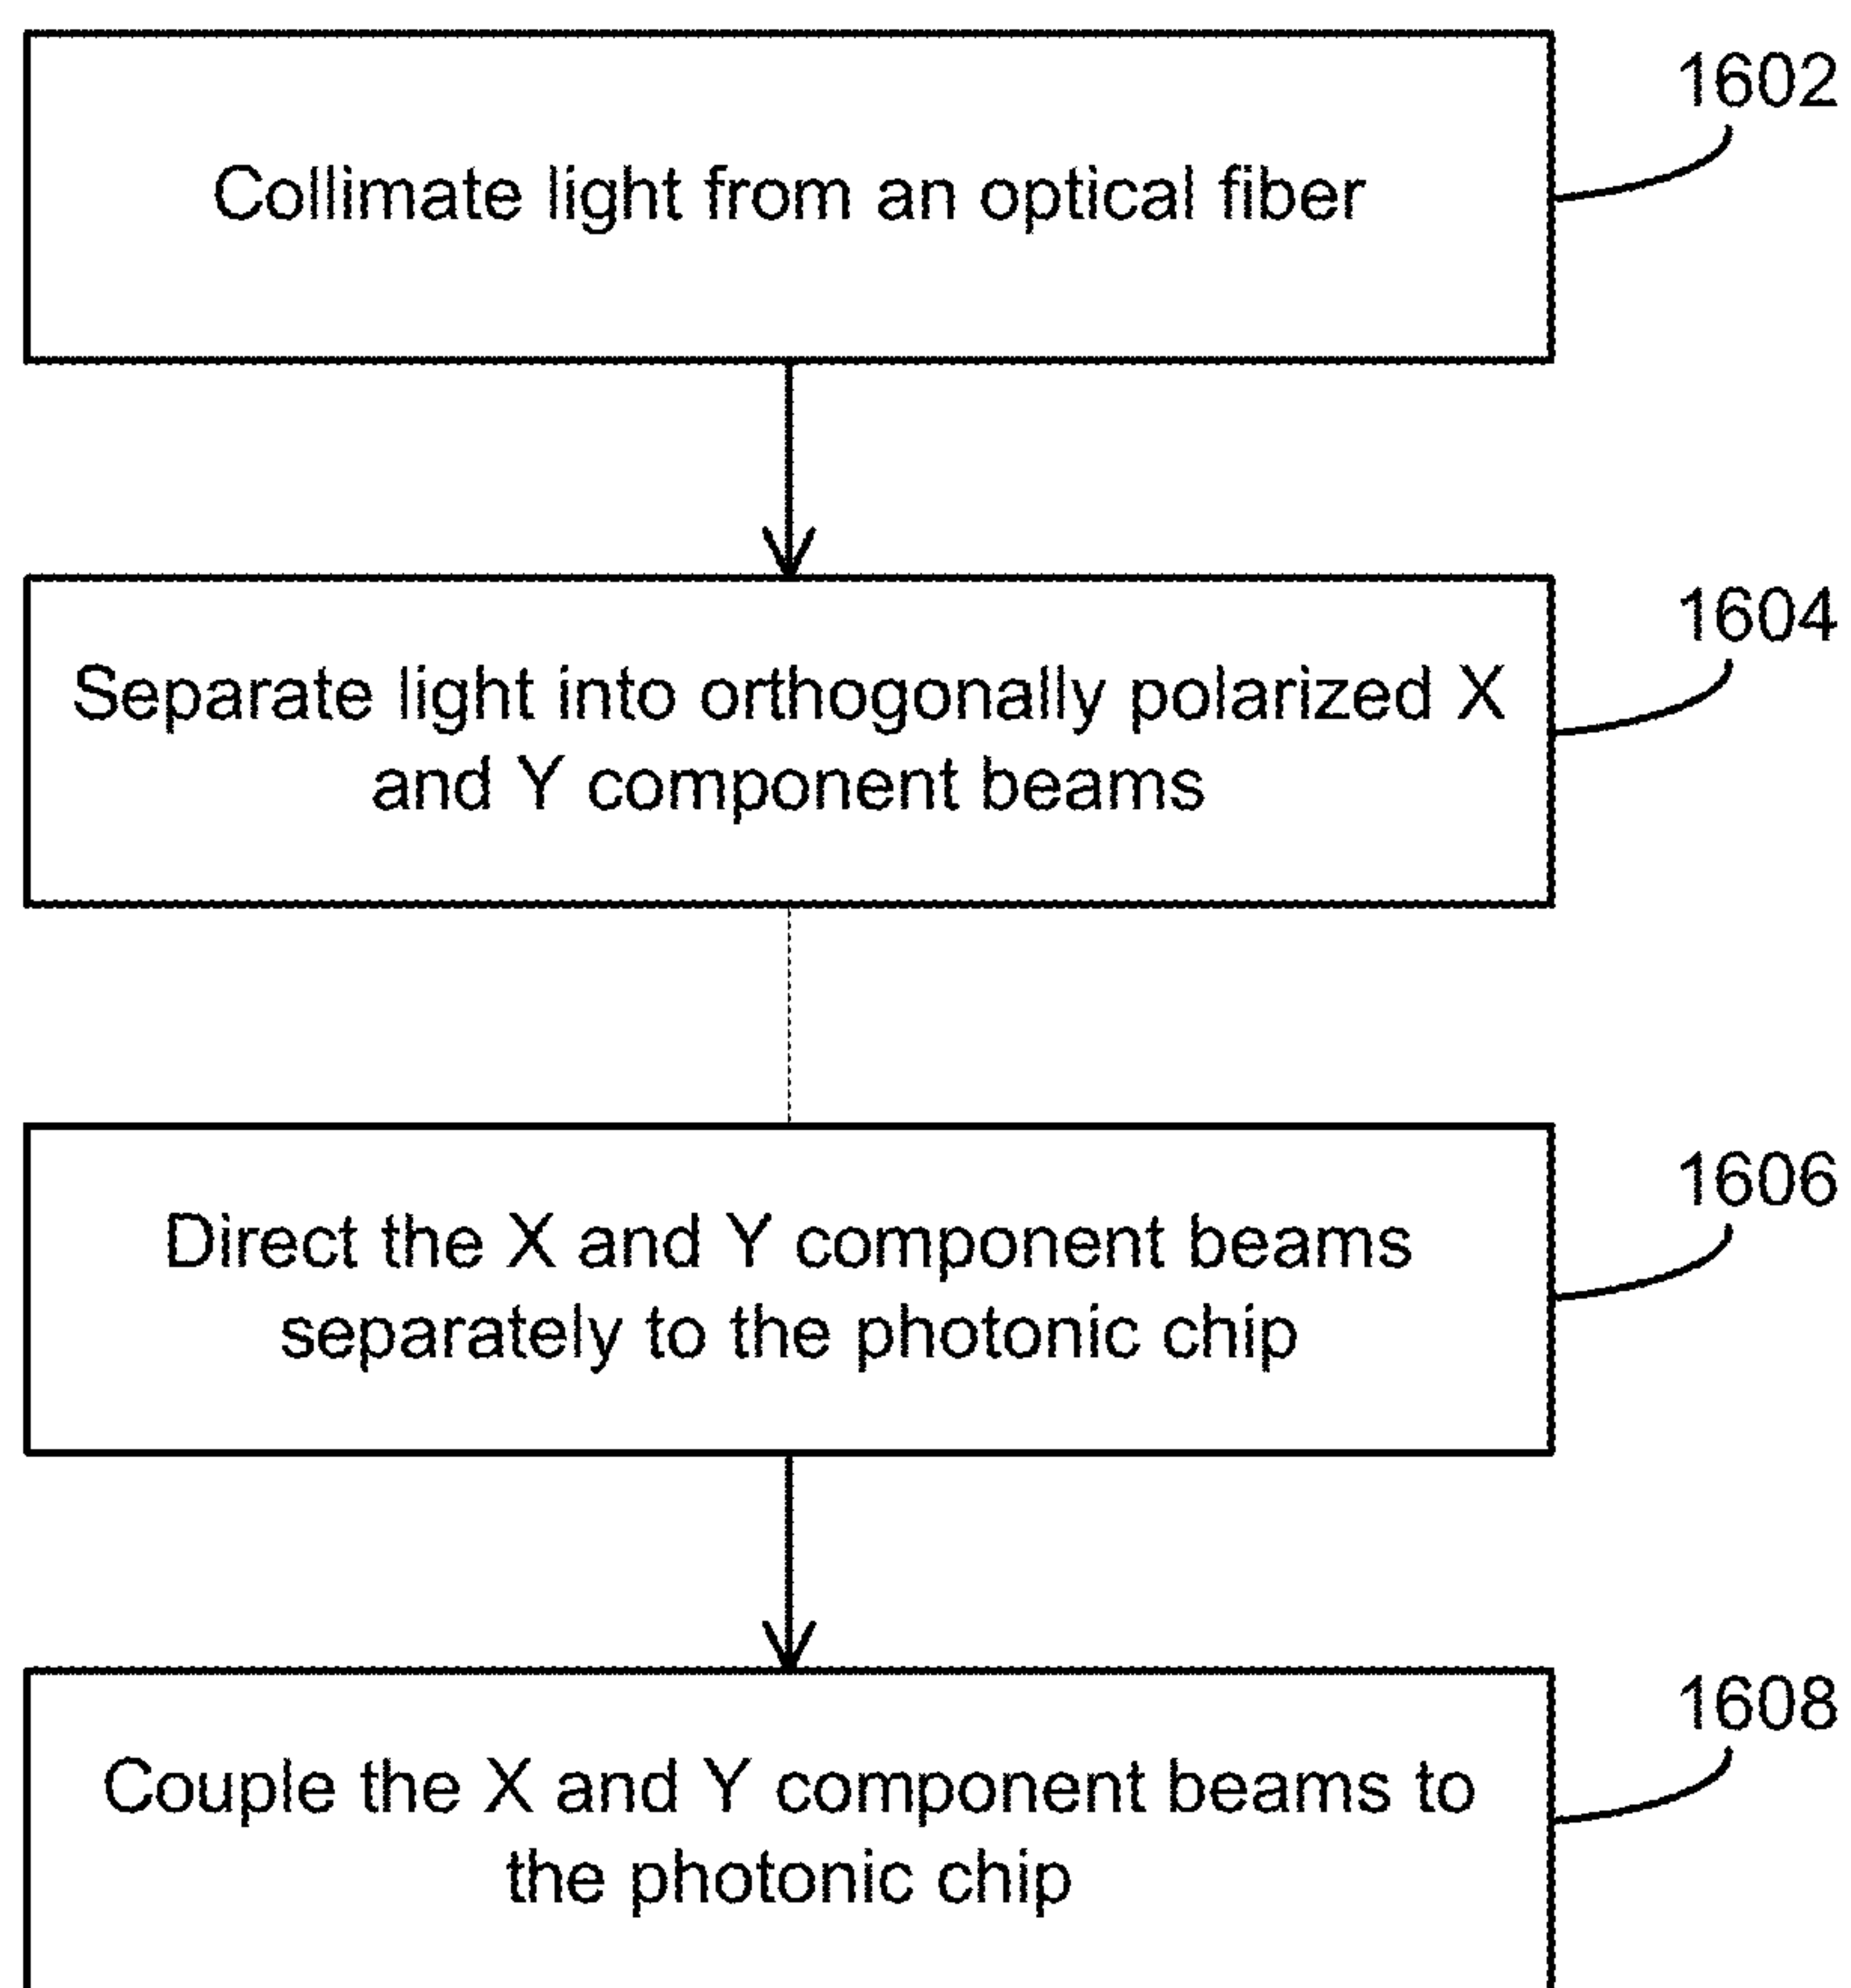 1602
Collimate light from an optical fiber
1604
Separate light into orthogonally polarized X
and Y component beams
1606
Direct the X and Y component beams
separately to the photonic chip
1608
Couple the X and Y component beams to
the photonic chip